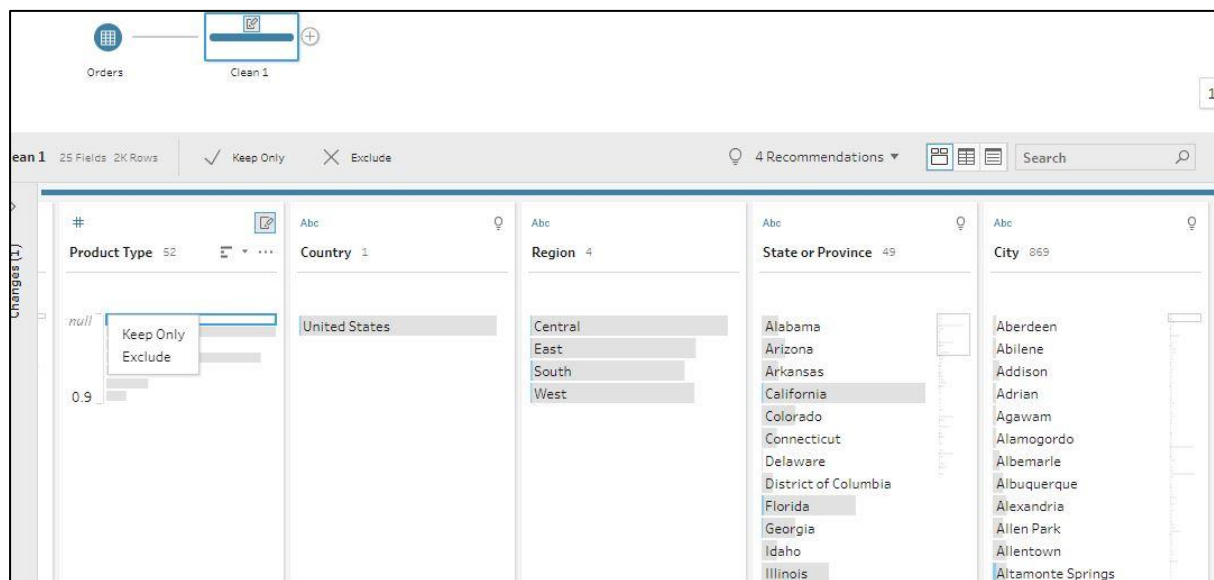 Orders
Clean 1
1
ean 1 25 Fields 2K Rows Keep Only Exclude 4 Recommendations Search
Changes (1)
#
Product Type 52
null
Keep Only
Exclude
0.9
Abc
Country 1
United States
Abc
Region 4
Central
East
South
West
Abc
State or Province 49
Alabama
Arizona
Arkansas
California
Colorado
Connecticut
Delaware
District of Columbia
Florida
Georgia
Idaho
Illinois
Abc
City 869
Aberdeen
Abilene
Addison
Adrian
Agawam
Alamogordo
Albemarle
Albuquerque
Alexandria
Allen Park
Allentown
Altamonte Springs